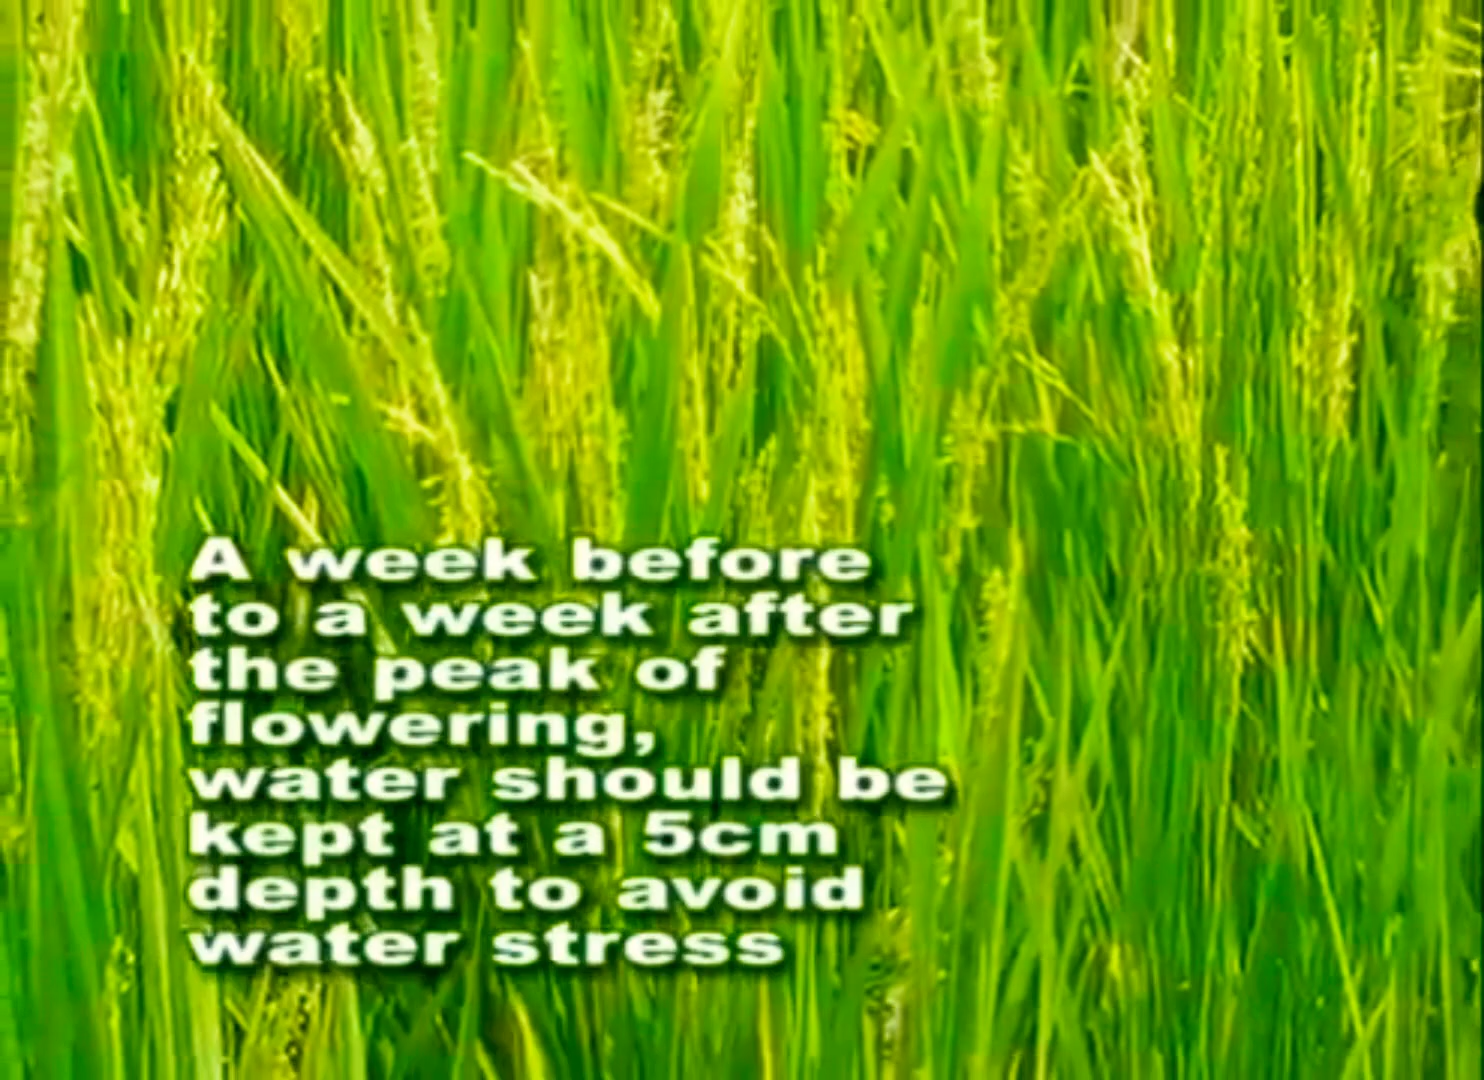 A week before
to a week after
the peak of
flowering,
water should be
kept at a 5cm
depth to avoid
water stress